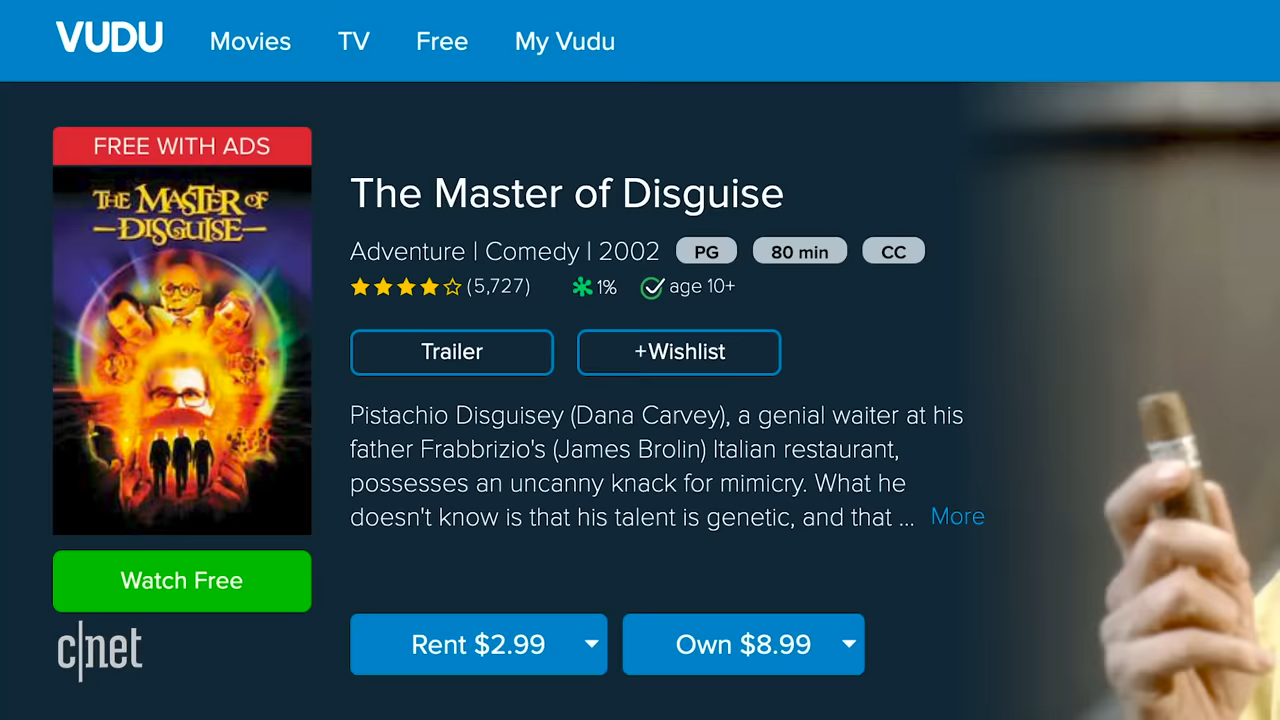 VUDU Movies TV Free My Vudu
FREE WITH ADS
THE MASTER OF
DISGUISE
The Master of Disguise
Adventure | Comedy | 2002 PG 80 min CC
(5,727) 1% age 10+
Trailer +Wishlist
Pistachio Disguisey (Dana Carvey), a genial waiter at his
father Frabbrizio's (James Brolin) Italian restaurant,
possesses an uncanny knack for mimicry. What he
doesn't know is that his talent is genetic, and that ... More
Watch Free
Rent $2.99 Own $8.99
c|net